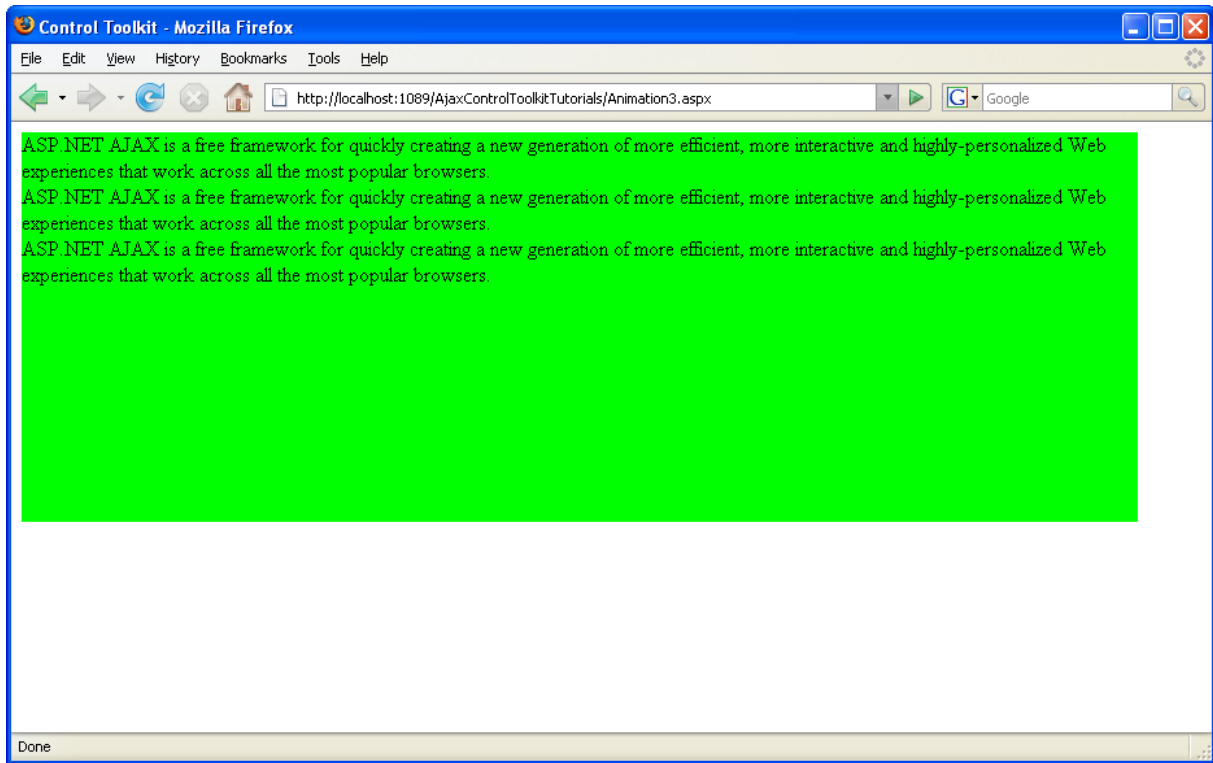 Control Toolkit - Mozilla Firefox
File Edit View History Bookmarks Tools Help
http://localhost:1089/AjaxControlToolkitTutorials/Animation3.aspx G Google
ASP.NET AJAX is a free framework for quickly creating a new generation of more efficient, more interactive and highly-personalized Web
experiences that work across all the most popular browsers.
ASP.NET AJAX is a free framework for quickly creating a new generation of more efficient, more interactive and highly-personalized Web
experiences that work across all the most popular browsers.
ASP.NET AJAX is a free framework for quickly creating a new generation of more efficient, more interactive and highly-personalized Web
experiences that work across all the most popular browsers.
Done